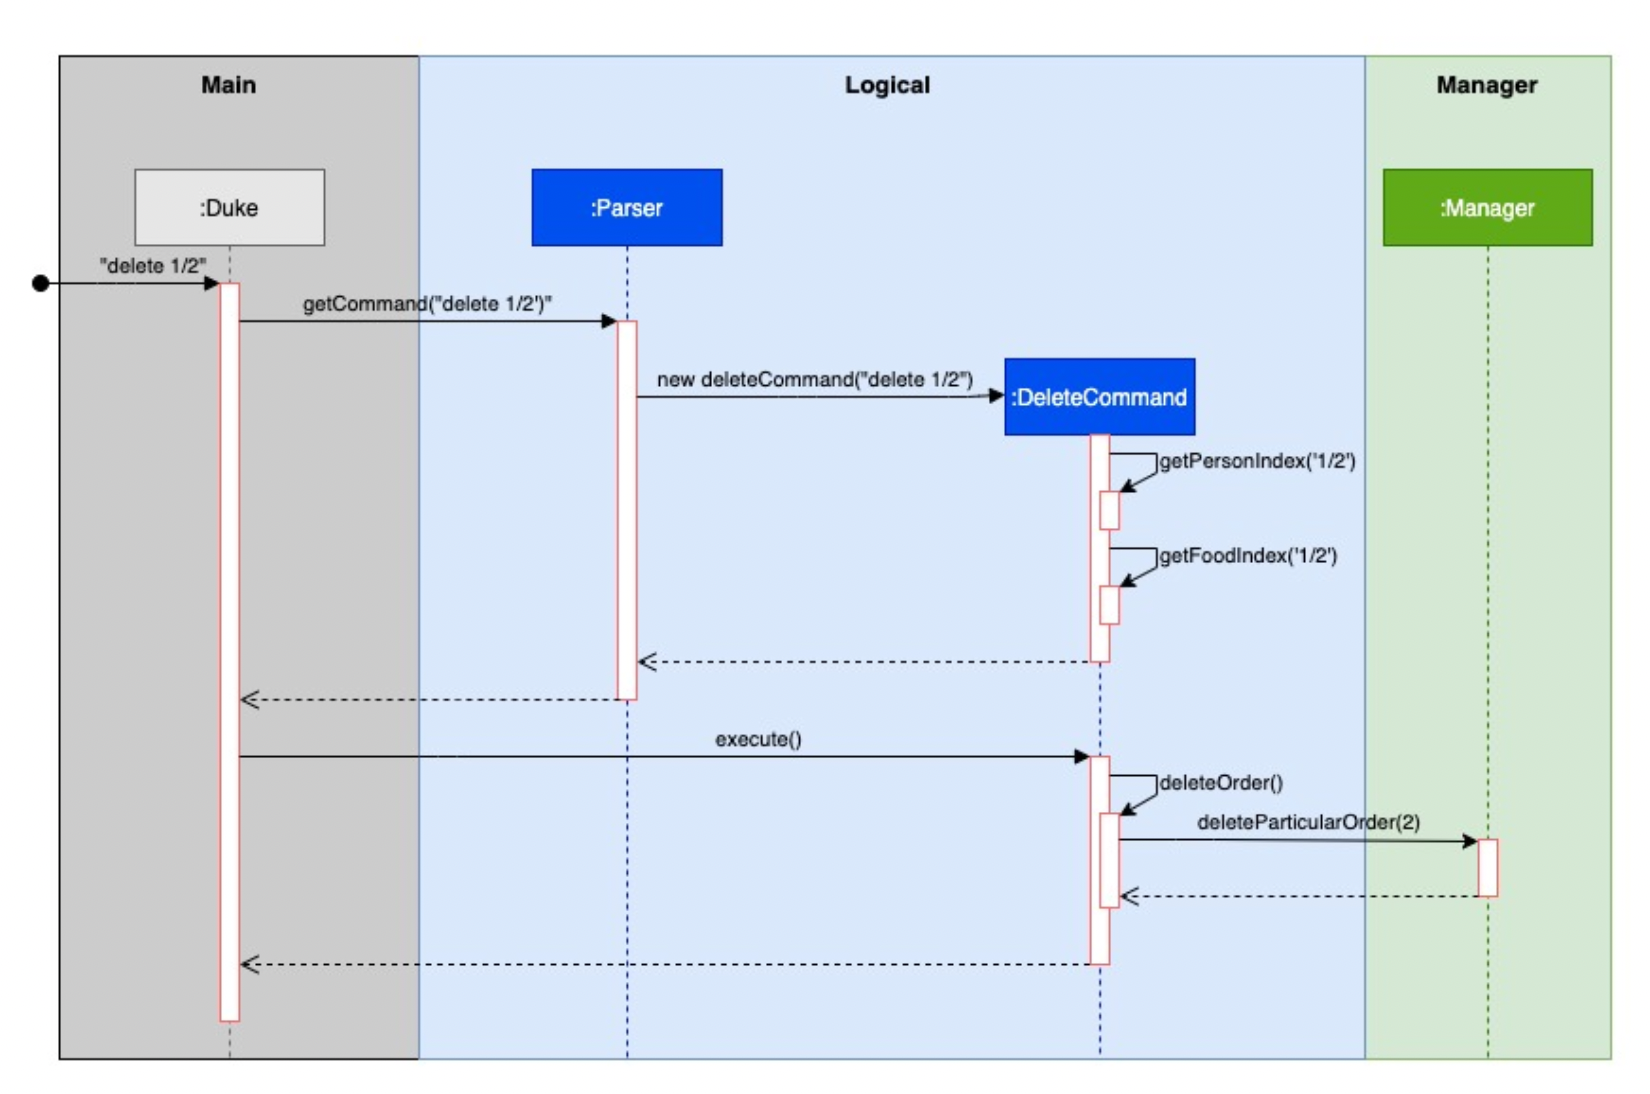 Main
Logical
Manager
:Duke
:Parser
:Manager
"delete 1/2"
getCommand("delete 1/2')"
new deleteCommand("delete 1/2")
:DeleteCommand
getPersonIndex('1/2')
getFoodIndex('1/2')
execute()
deleteOrder()
deleteParticularOrder(2)